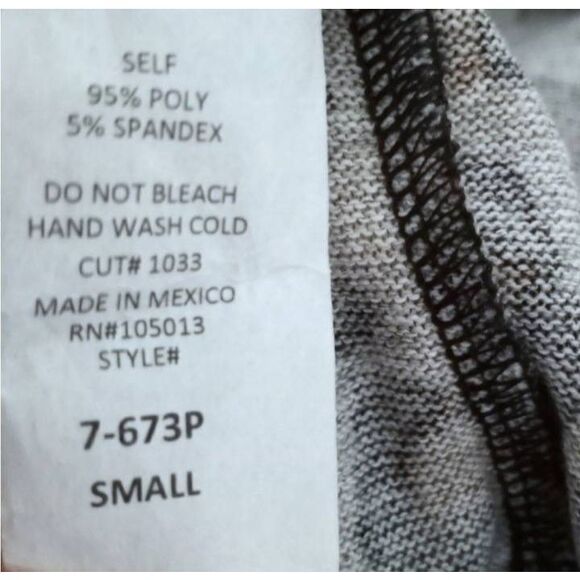 SELF
95% POLY
5% SPANDEX
DO NOT BLEACH
HAND WASH COLD
CUT# 1033
MADE IN MEXICO
RN#105013
STYLE#
7-673P
SMALL